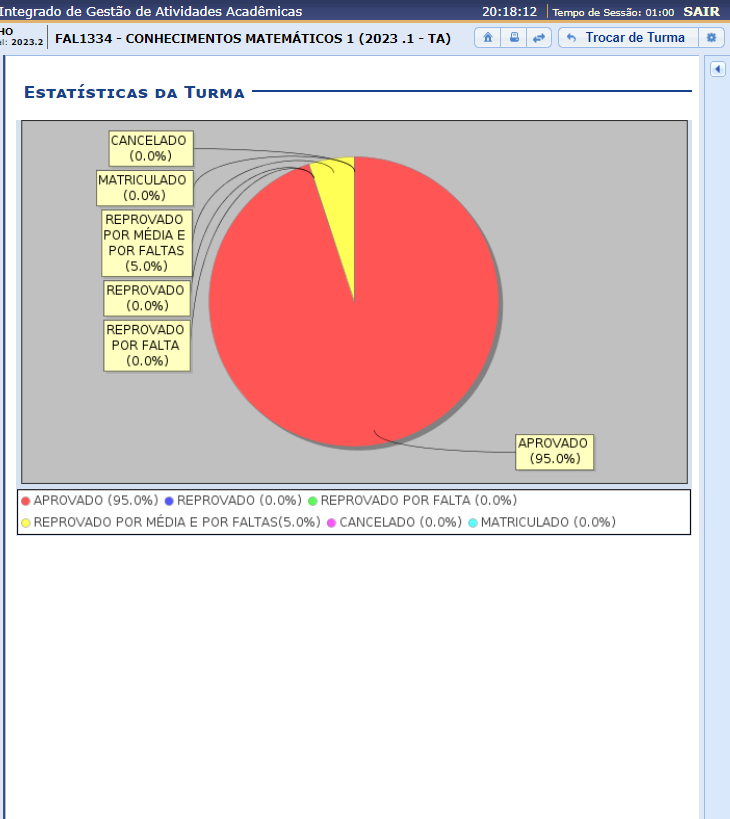 Integrado de Gestão de Atividades Acadêmicas 20:18:12 Tempo de Sessão: 01:00 SAIR
HO
el: 2023.2 FAL1334 - CONHECIMENTOS MATEMÁTICOS 1 (2023 .1 - TA) Trocar de Turma
ESTATÍSTICAS DA TURMA
CANCELADO
(0.0%)
MATRICULADO
(0.0%)
REPROVADO
POR MÉDIA E
POR FALTAS
(5.0%)
REPROVADO
(0.0%)
REPROVADO
POR FALTA
(0.0%)
APROVADO
(95.0%)
APROVADO (95.0%) REPROVADO (0.0%) REPROVADO POR FALTA (0.0%)
REPROVADO POR MÉDIA E POR FALTAS(5.0%) CANCELADO (0.0%) MATRICULADO (0.0%)